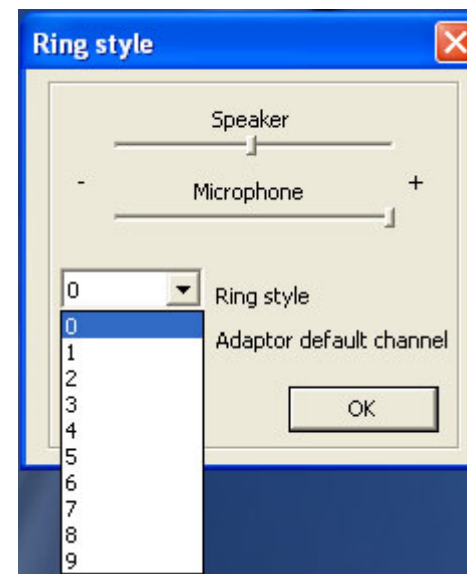 Ring style
Speaker
- +
Microphone
0 Ring style
0
1
Adaptor default channel
2
3
4
OK
5
6
7
8
9